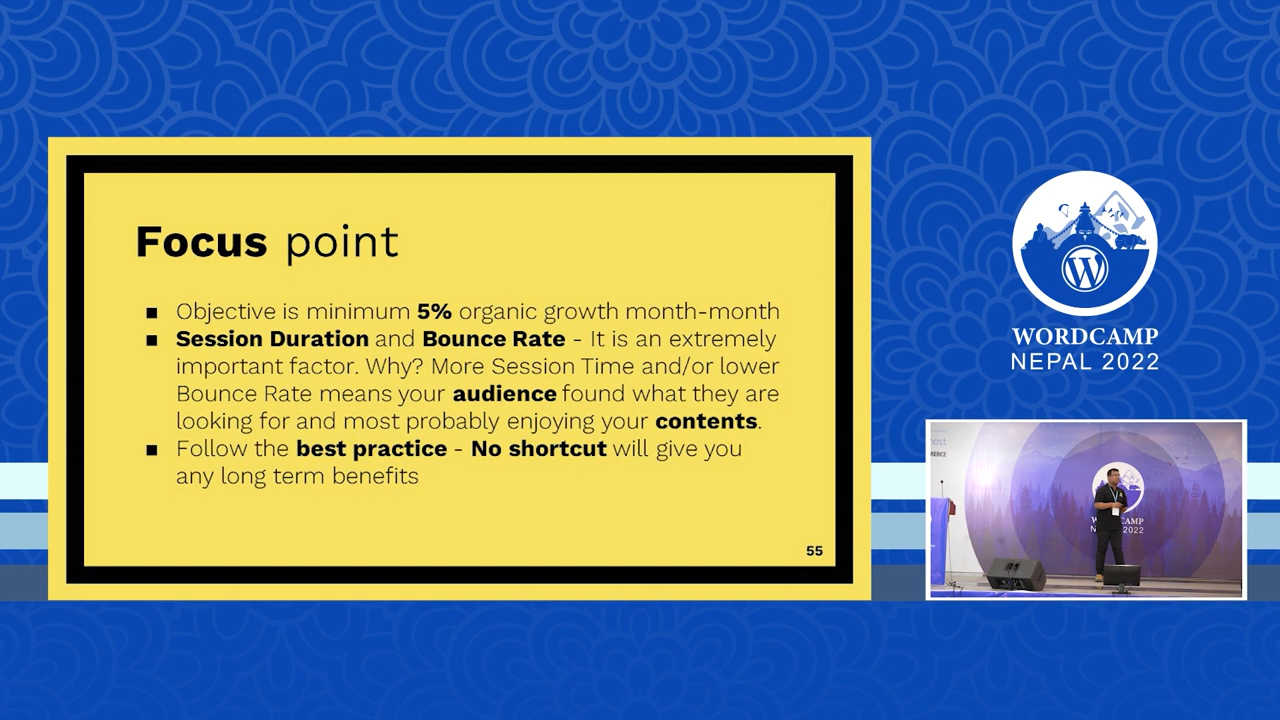 Focus point
■ Objective is minimum 5% organic growth month-month
■ Session Duration and Bounce Rate - It is an extremely
important factor. Why? More Session Time and/or lower
Bounce Rate means your audience found what they are
looking for and most probably enjoying your contents.
■ Follow the best practice - No shortcut will give you
any long term benefits
55
WORDCAMP
NEPAL 2022